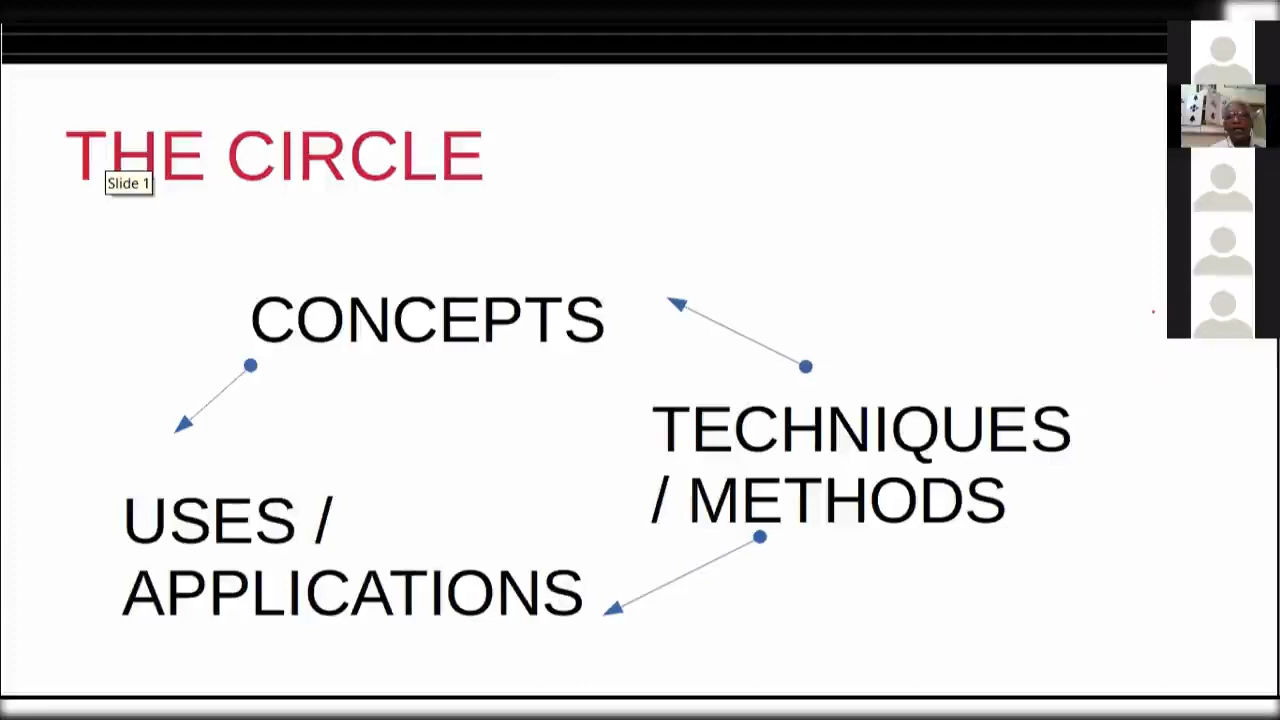 THE CIRCLE
Slide 1
CONCEPTS
TECHNIQUES
/ METHODS
USES /
APPLICATIONS